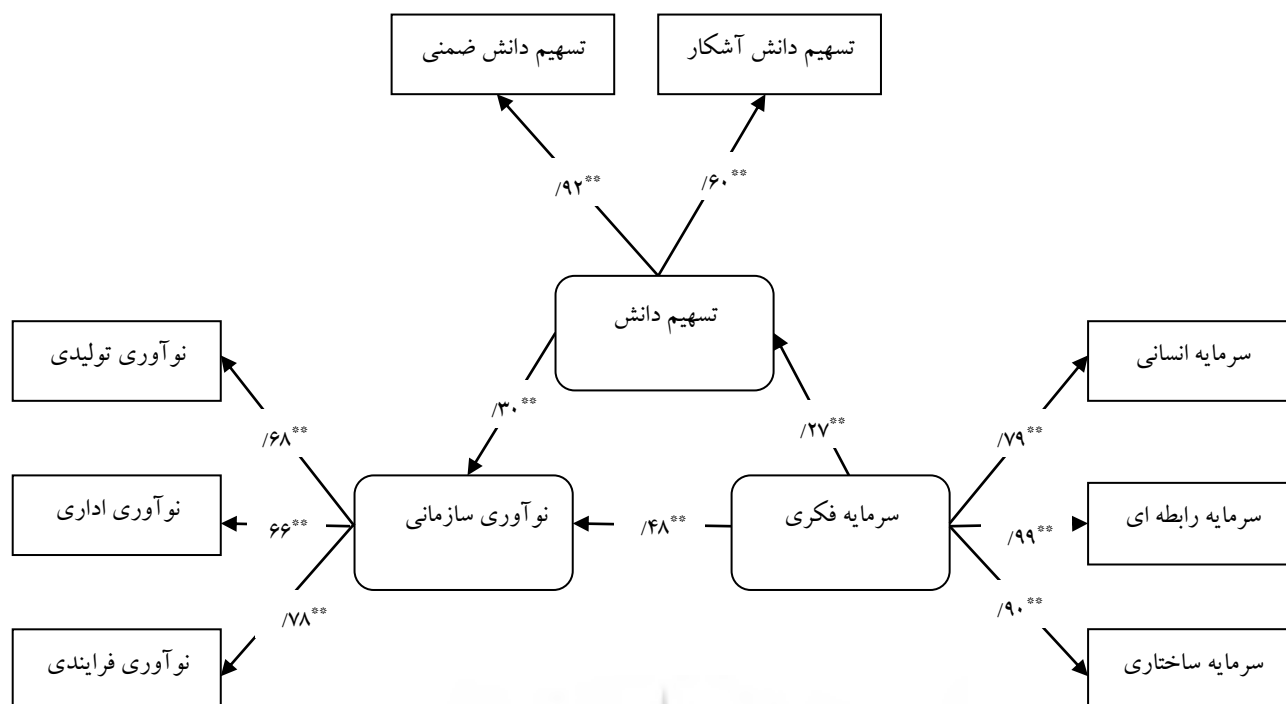 تسهیم دانش آشکار
تسهیم دانش ضمنی
/۶۰**
/۹۲**
تسهیم دانش
سرمایه انسانی
نوآوری تولیدی
/۷۹**
/۲۷**
/۳۰**
/۶۸**
سرمایه رابطه ای
سرمایه فکری
نوآوری سازمانی
نوآوری اداری
/۹۹**
/۴۸**
۶۶**
/۹۰**
/۷۸**
سرمایه ساختاری
نوآوری فرایندی